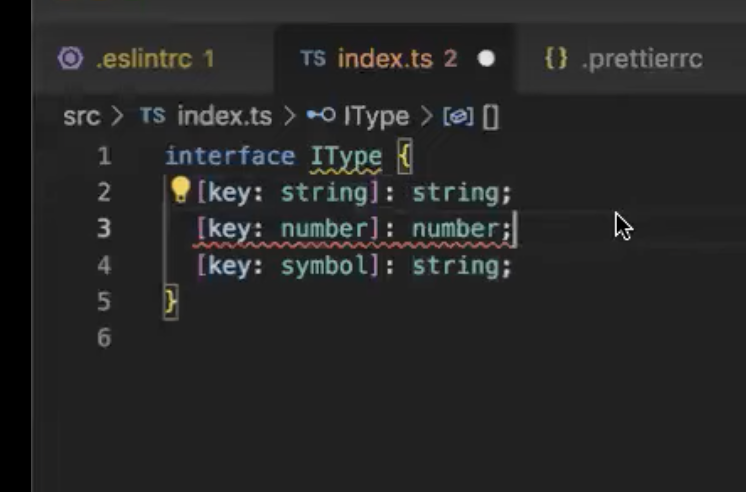 .eslintrc 1 TS index.ts 2 {} .prettierrc
src > TS index.ts > IType > []
1 interface IType {
2 [key: string]: string;
3 [key: number]: number;
4 [key: symbol]: string;
5 }
6